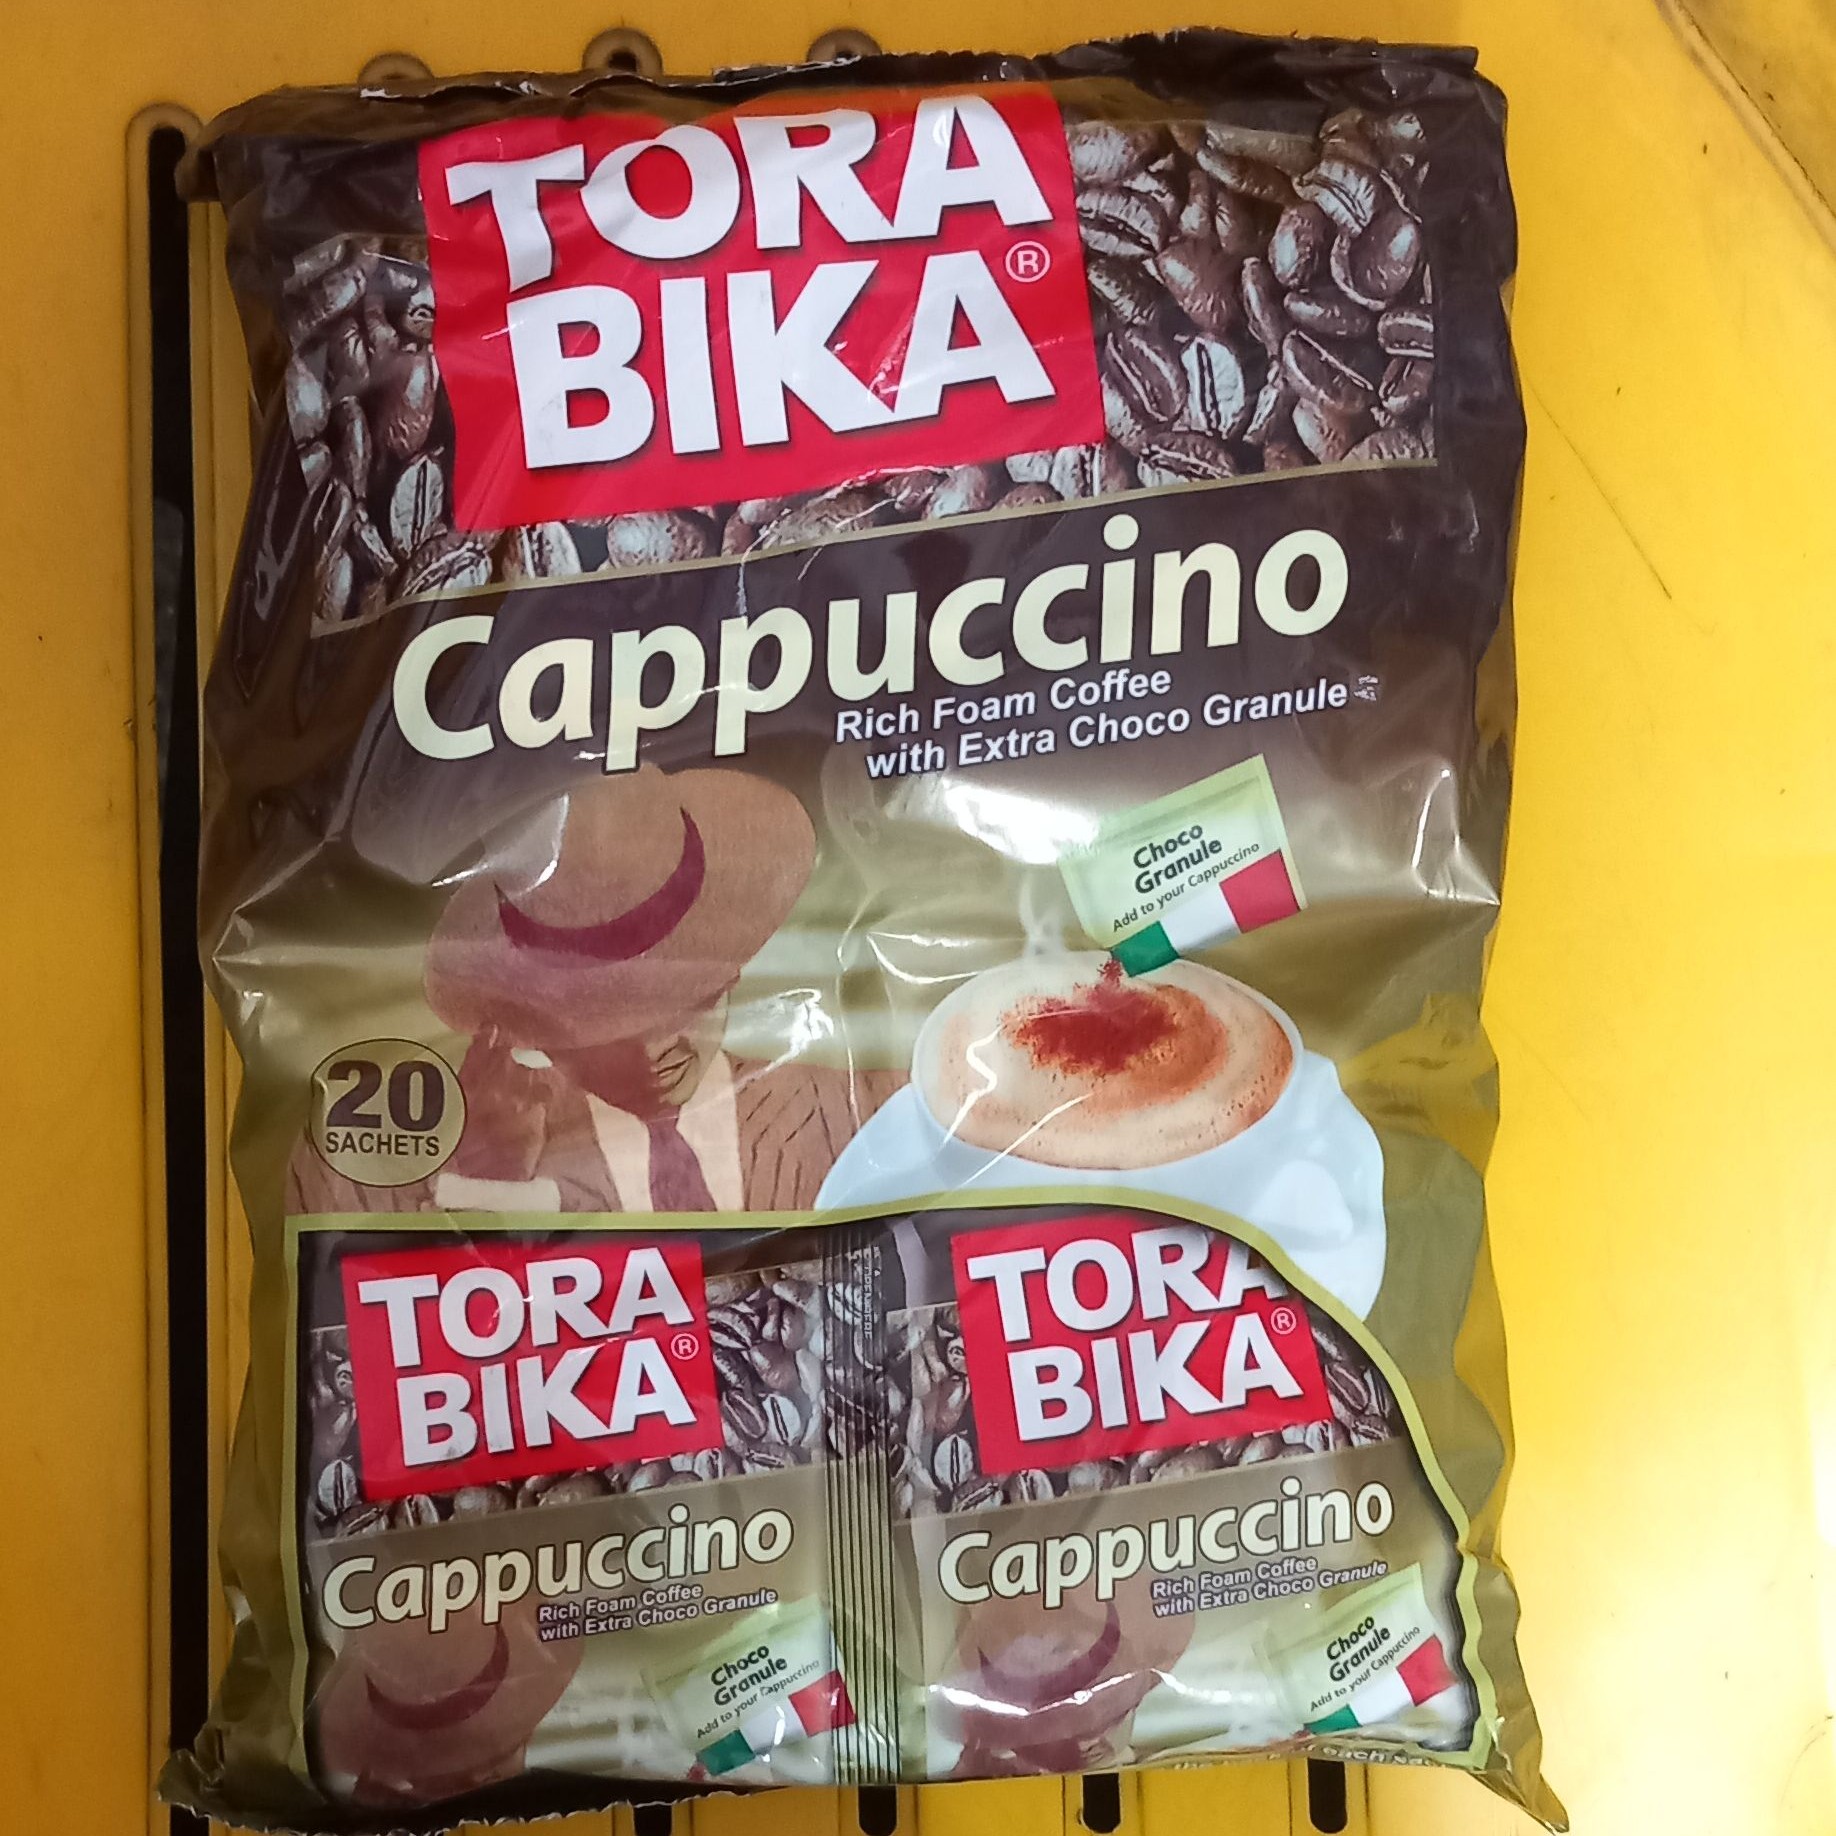 TORA
BIKA®
Cappuccino
Rich Foam Coffee
with Extra Choco Granule
Choco
Granule
Add to your Cappuccino
20
SACHETS
TORA
BIKA®
Cappuccino
Rich Foam Coffee
with Extra Choco Granule
Choco
Granule
Add to your Cappuccino
TORA
BIKA®
Cappuccino
Rich Foam Coffee
with Extra Choco Granule
Choco
Granule
Add to your Cappuccino